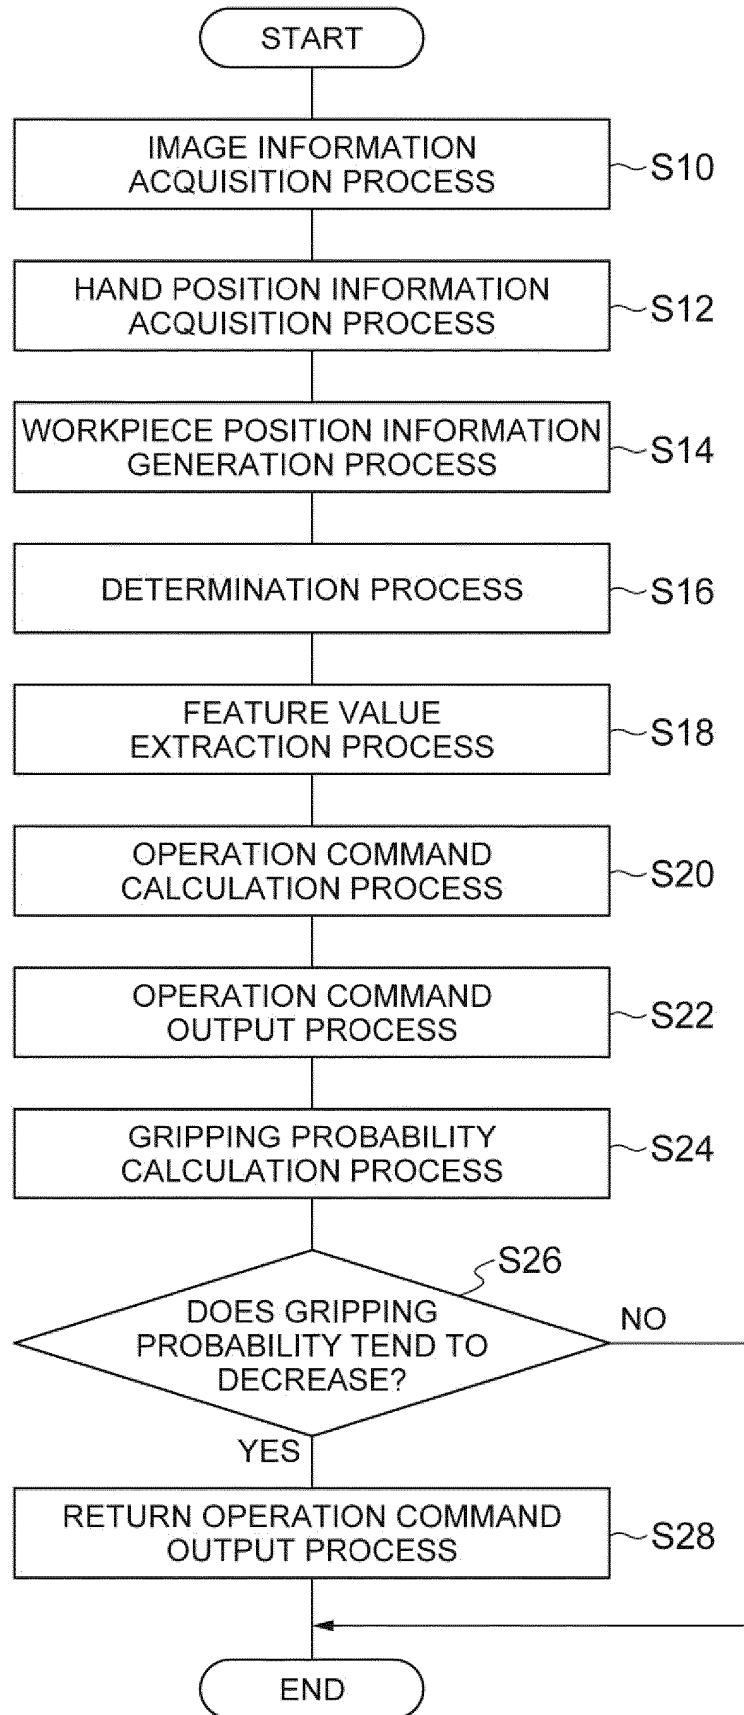 START
IMAGE INFORMATION
ACQUISITION PROCESS
S10
HAND POSITION INFORMATION
ACQUISITION PROCESS
S12
WORKPIECE POSITION INFORMATION
GENERATION PROCESS
S14
DETERMINATION PROCESS
S16
FEATURE VALUE
EXTRACTION PROCESS
S18
OPERATION COMMAND
CALCULATION PROCESS
S20
OPERATION COMMAND
OUTPUT PROCESS
S22
GRIPPING PROBABILITY
CALCULATION PROCESS
S24
S26
DOES GRIPPING
PROBABILITY TEND TO
DECREASE?
NO
YES
RETURN OPERATION COMMAND
OUTPUT PROCESS
S28
END